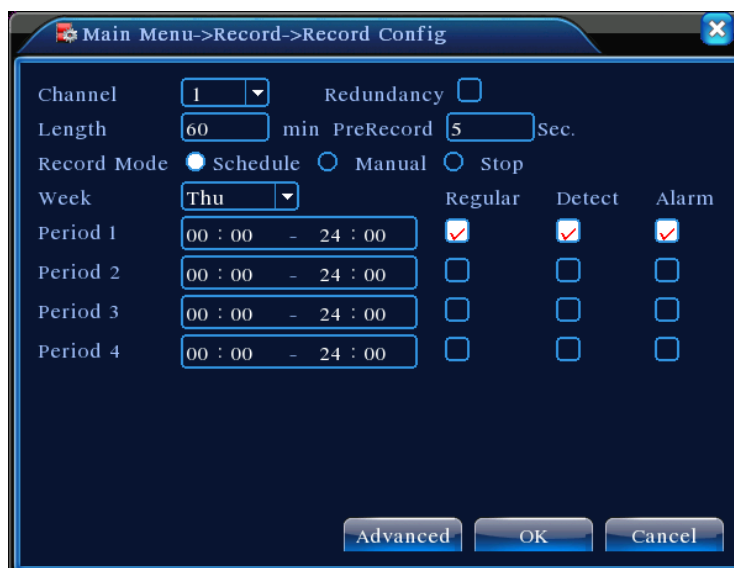 Main Menu->Record->Record Config
Channel 1 Redundancy
Length 60 min PreRecord 5 Sec.
Record Mode Schedule Manual Stop
Week Thu Regular Detect Alarm
Period 1 00 : 00 - 24 : 00
Period 2 00 : 00 - 24 : 00
Period 3 00 : 00 - 24 : 00
Period 4 00 : 00 - 24 : 00
Advanced OK Cancel